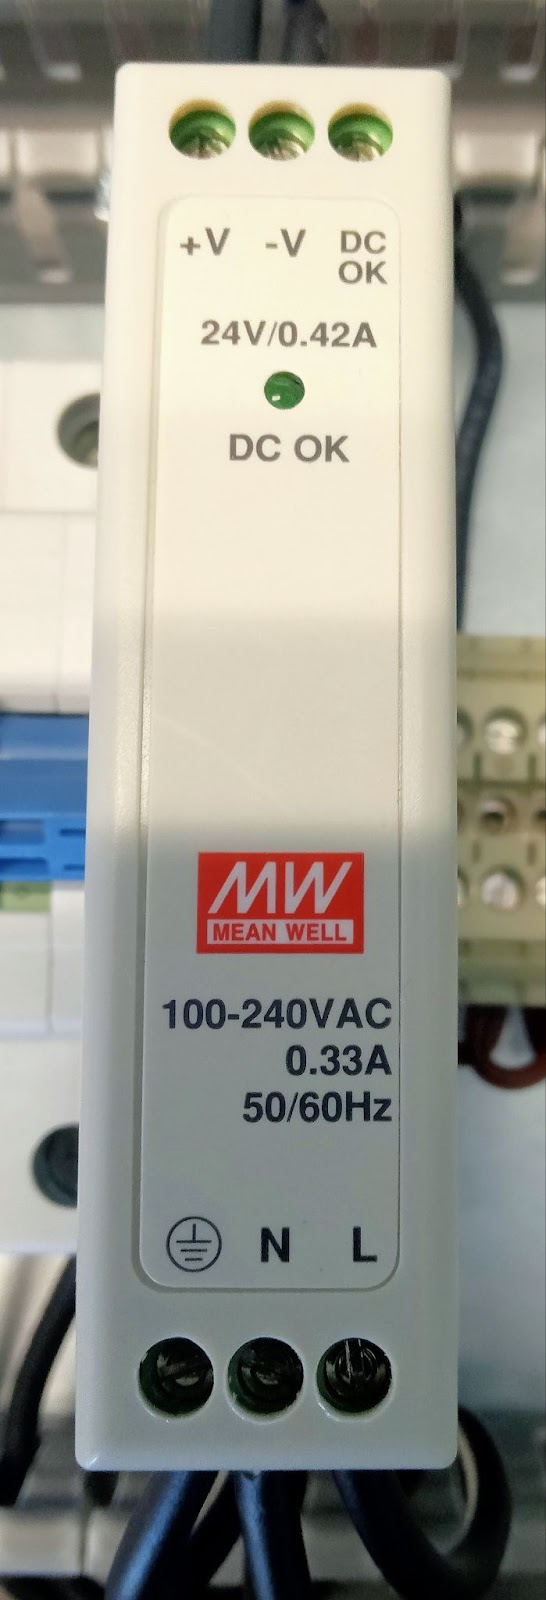 +V -V DC
OK
24V/0.42A
DC OK
MW
MEAN WELL
100-240VAC
0.33A
50/60Hz
N L